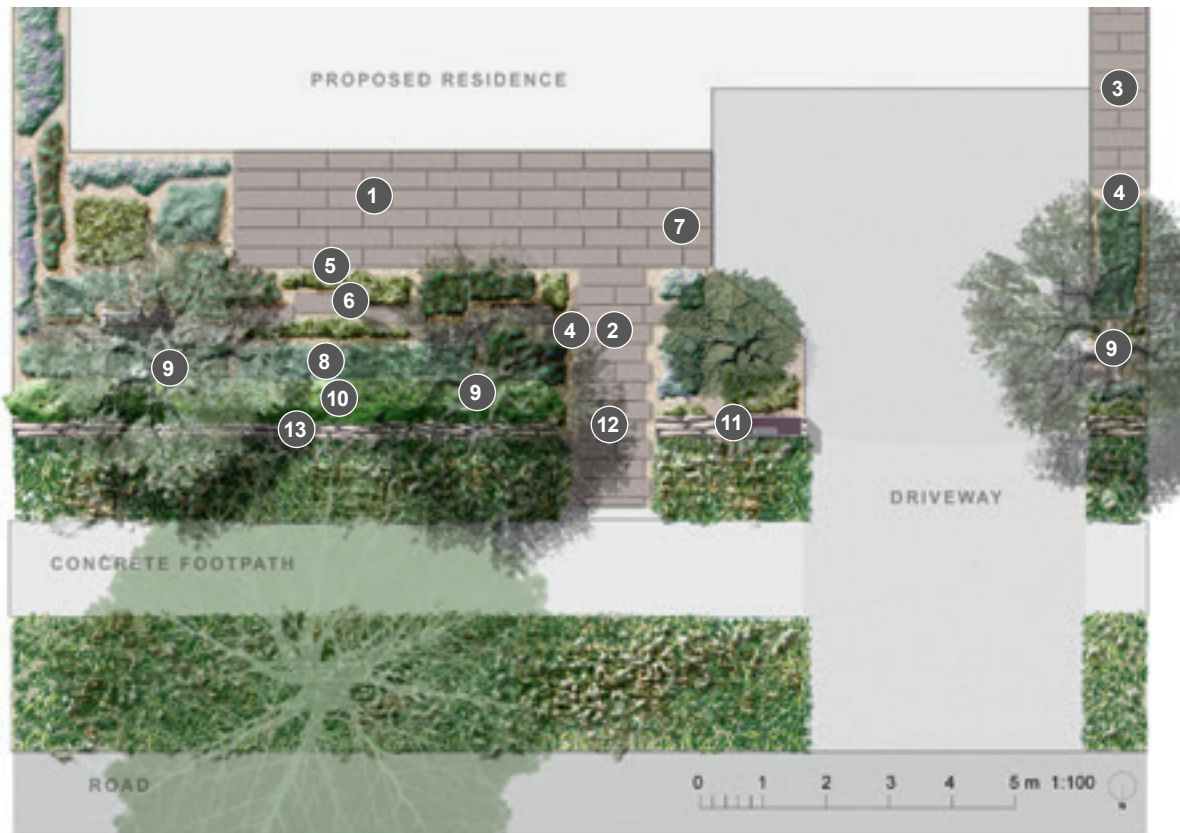 PROPOSED RESIDENCE
3
1
4
7
5
6
4 2
8
9
9
10 9
12 11
13
DRIVEWAY
CONCRETE FOOTPATH
ROAD
0 1 2 3 4 5 m 1:100
N